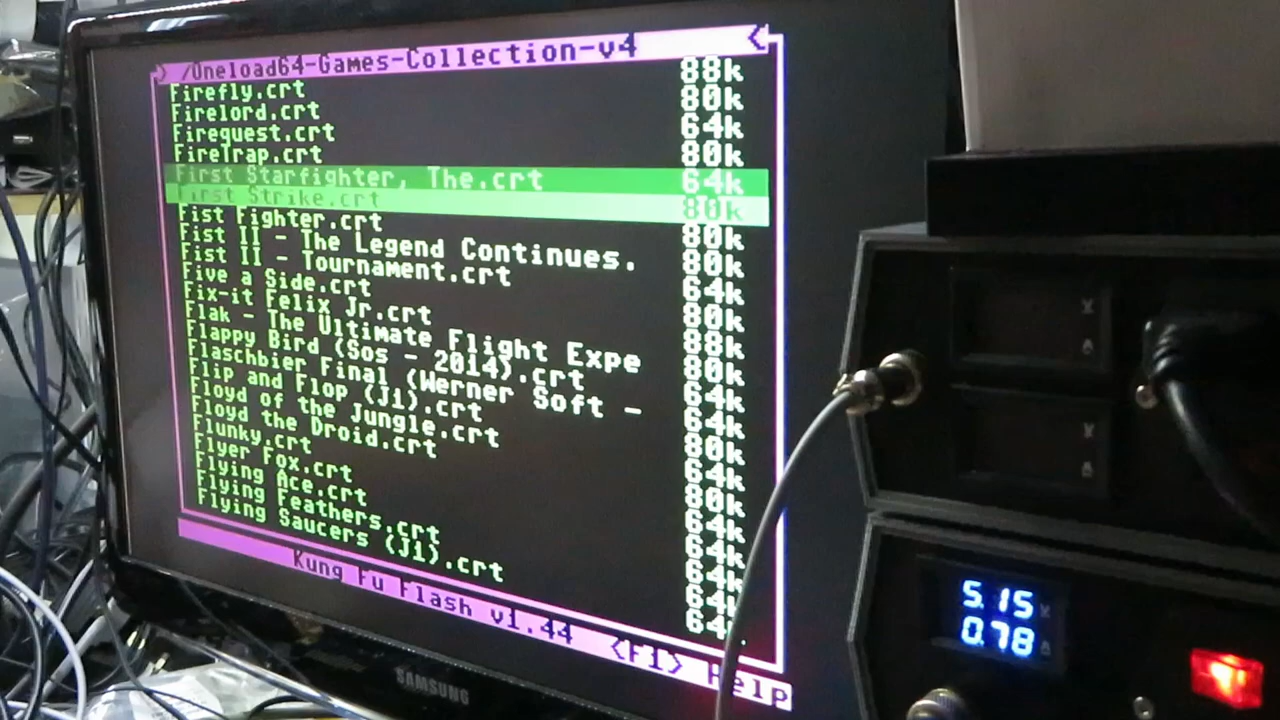 /Oneload64-Games-Collection-v4
88k
Firefly.crt 80k
Firelord.crt 64k
Firequest.crt 80k
FireTrap.crt
First Starfighter, The.crt 64k
First Strike.crt 80k
Fist Fighter.crt 80k
Fist II - The Legend Continues. 80k
Fist II - Tournament.crt 64k
Five a Side.crt 80k
Fix-it Felix Jr.crt 88k
Flak - The Ultimate Flight Expe 80k
Flappy Bird (Sos - 2014).crt 64k
Flaschbier Final (Werner Soft - 64k
Flip and Flop (J1).crt 80k
Floyd of the Jungle.crt 64k
Floyd the Droid.crt 80k
Flunky.crt 64k
Flyer Fox.crt 64k
Flying Ace.crt 64k
Flying Feathers.crt 64k
Flying Saucers (J1).crt 64k
Kung Fu Flash v1.44 <F1> Help
SAMSUNG
V
A
V
A
5.15 V
0.78 A